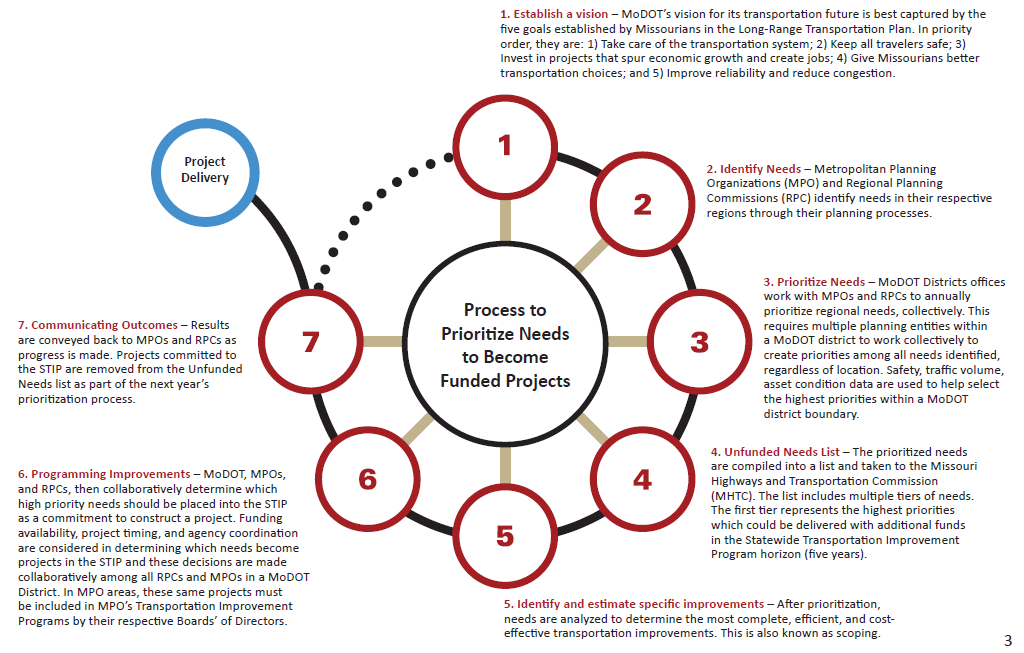 1. Establish a vision – MoDOT’s vision for its transportation future is best captured by the
five goals established by Missourians in the Long-Range Transportation Plan. In priority
order, they are: 1) Take care of the transportation system; 2) Keep all travelers safe; 3)
Invest in projects that spur economic growth and create jobs; 4) Give Missourians better
transportation choices; and 5) Improve reliability and reduce congestion.
Project
Delivery
1
2
2. Identify Needs – Metropolitan Planning
Organizations (MPO) and Regional Planning
Commissions (RPC) identify needs in their respective
regions through their planning processes.
3
3. Prioritize Needs – MoDOT Districts offices
work with MPOs and RPCs to annually
prioritize regional needs, collectively. This
requires multiple planning entities within
a MoDOT district to work collectively to
create priorities among all needs identified,
regardless of location. Safety, traffic volume,
asset condition data are used to help select
the highest priorities within a MoDOT
district boundary.
Process to
Prioritize Needs
to Become
Funded Projects
4
4. Unfunded Needs List – The prioritized needs
are compiled into a list and taken to the Missouri
Highways and Transportation Commission
(MHTC). The list includes multiple tiers of needs.
The first tier represents the highest priorities
which could be delivered with additional funds
in the Statewide Transportation Improvement
Program horizon (five years).
5
5. Identify and estimate specific improvements – After prioritization,
needs are analyzed to determine the most complete, efficient, and cost-
effective transportation improvements. This is also known as scoping.
6
6. Programming Improvements – MoDOT, MPOs,
and RPCs, then collaboratively determine which
high priority needs should be placed into the STIP
as a commitment to construct a project. Funding
availability, project timing, and agency coordination
are considered in determining which needs become
projects in the STIP and these decisions are made
collaboratively among all RPCs and MPOs in a MoDOT
District. In MPO areas, these same projects must
be included in MPO’s Transportation Improvement
Programs by their respective Boards’ of Directors.
7
7. Communicating Outcomes – Results
are conveyed back to MPOs and RPCs as
progress is made. Projects committed to
the STIP are removed from the Unfunded
Needs list as part of the next year’s
prioritization process.
3